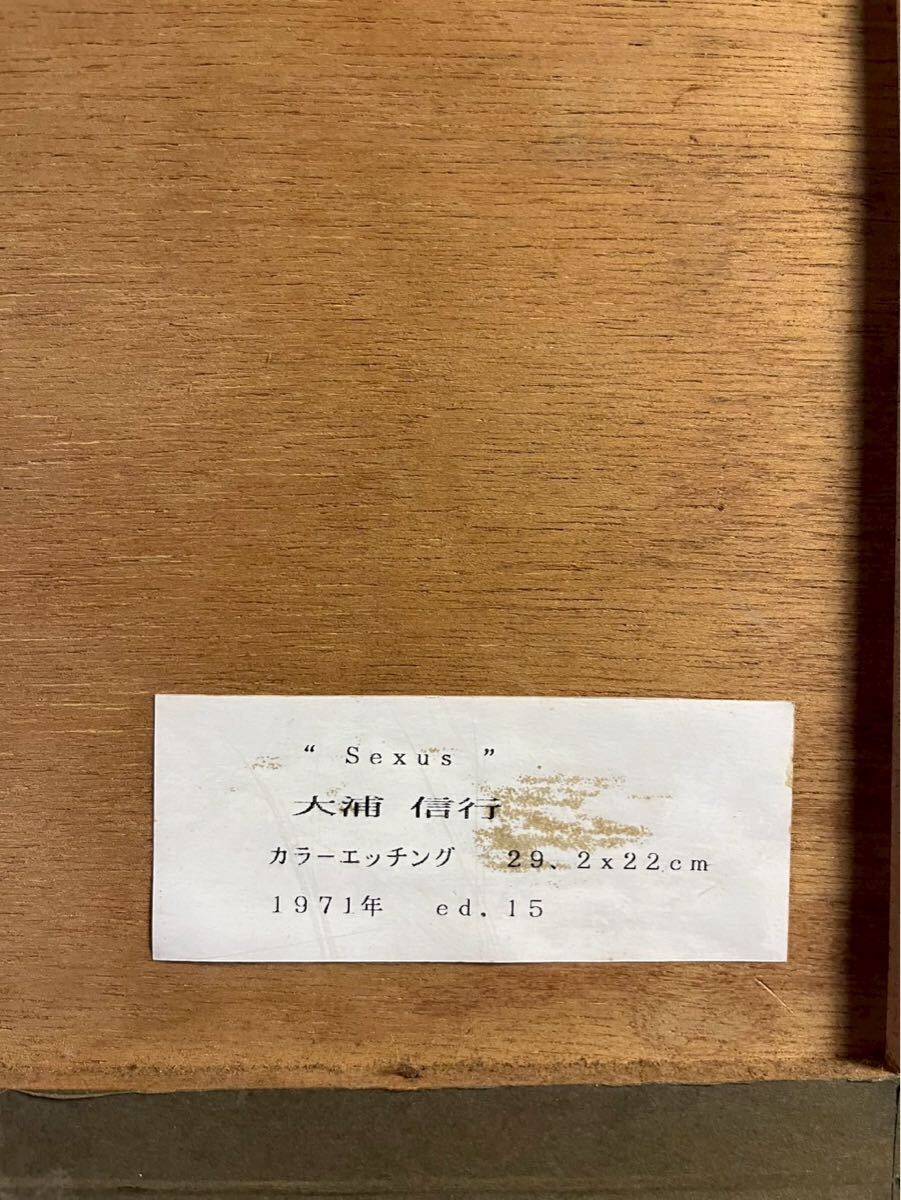 “ Ｓｅｘｕｓ ”
大浦 信行
カラーエッチング　２９、２ｘ２２ｃｍ
１９７１年　ｅｄ．１５